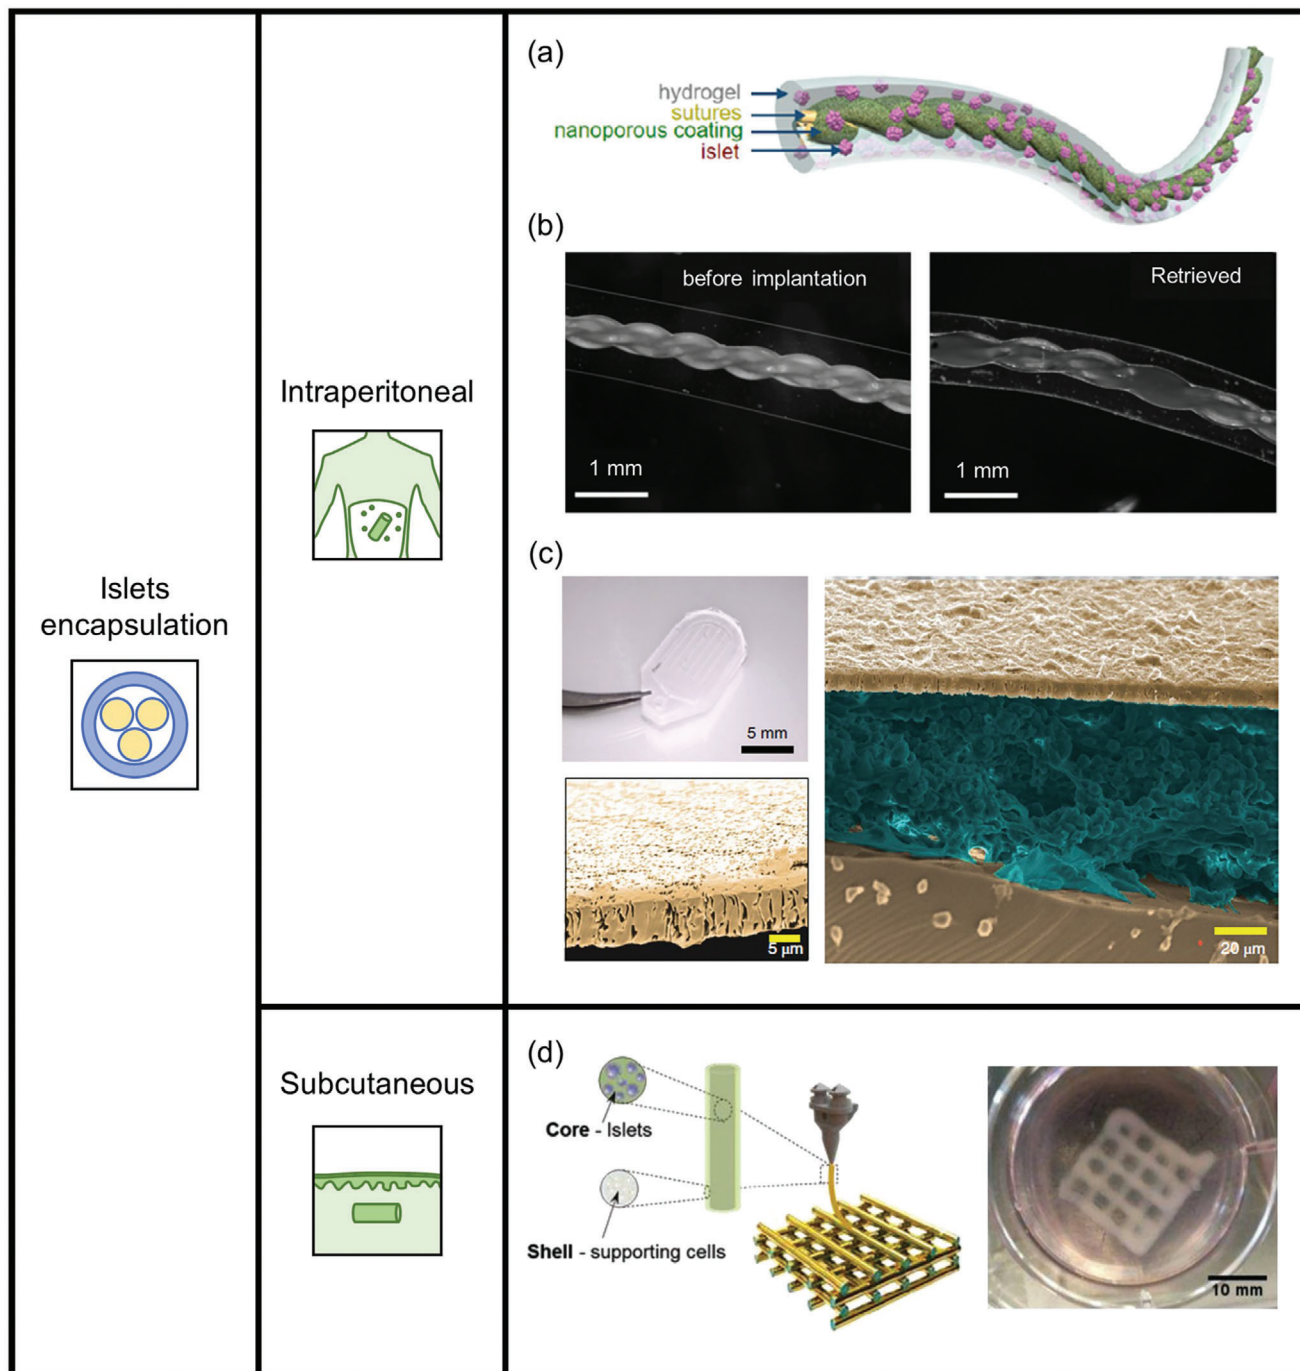 Islets
encapsulation
Intraperitoneal
(a)
hydrogel
sutures
nanoporous coating
islet
(b)
before implantation
Retrieved
1 mm
1 mm
(c)
5 mm
5 µm
20 µm
Subcutaneous
(d)
Core - Islets
Shell - supporting cells
10 mm